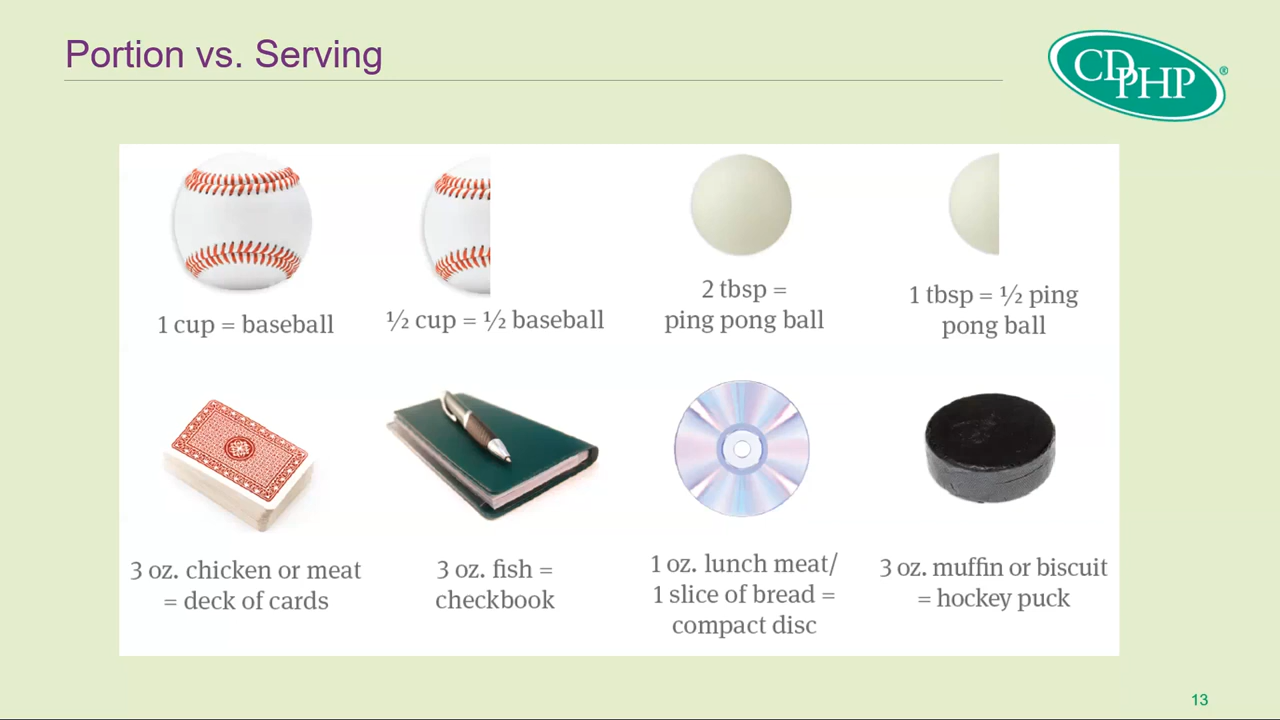 Portion vs. Serving
CDPHP®
1 cup = baseball
½ cup = ½ baseball
2 tbsp =
ping pong ball
1 tbsp = ½ ping
pong ball
3 oz. chicken or meat
= deck of cards
3 oz. fish =
checkbook
1 oz. lunch meat/
1 slice of bread =
compact disc
3 oz. muffin or biscuit
= hockey puck
13